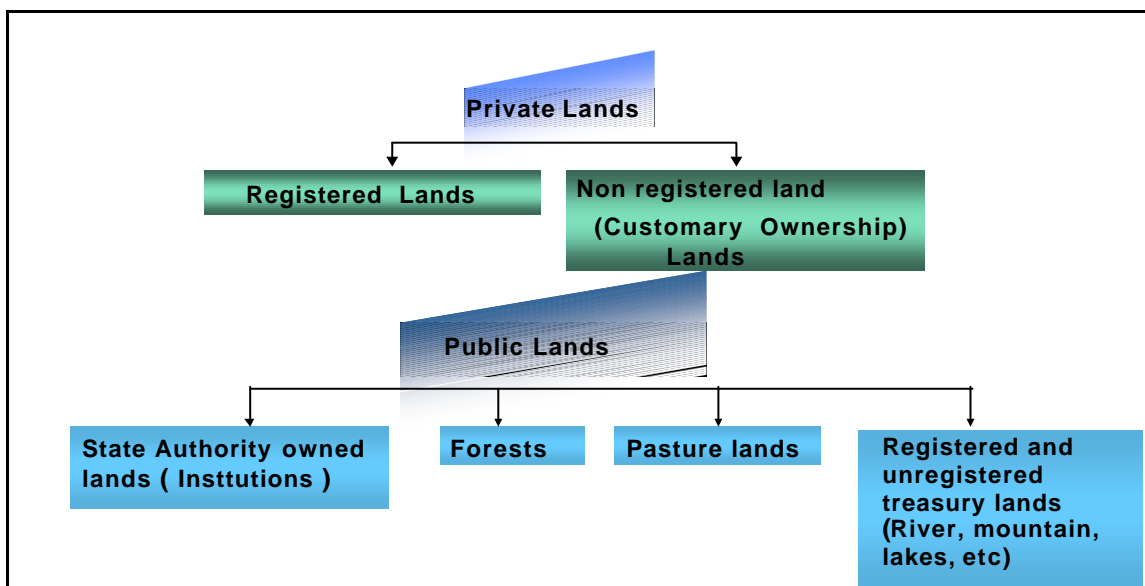 Private Lands
Registered Lands
Non registered land
(Customary Ownership)
Lands
Public Lands
State Authority owned
lands ( Insttutions )
Forests
Pasture lands
Registered and
unregistered
treasury lands
(River, mountain,
lakes, etc)